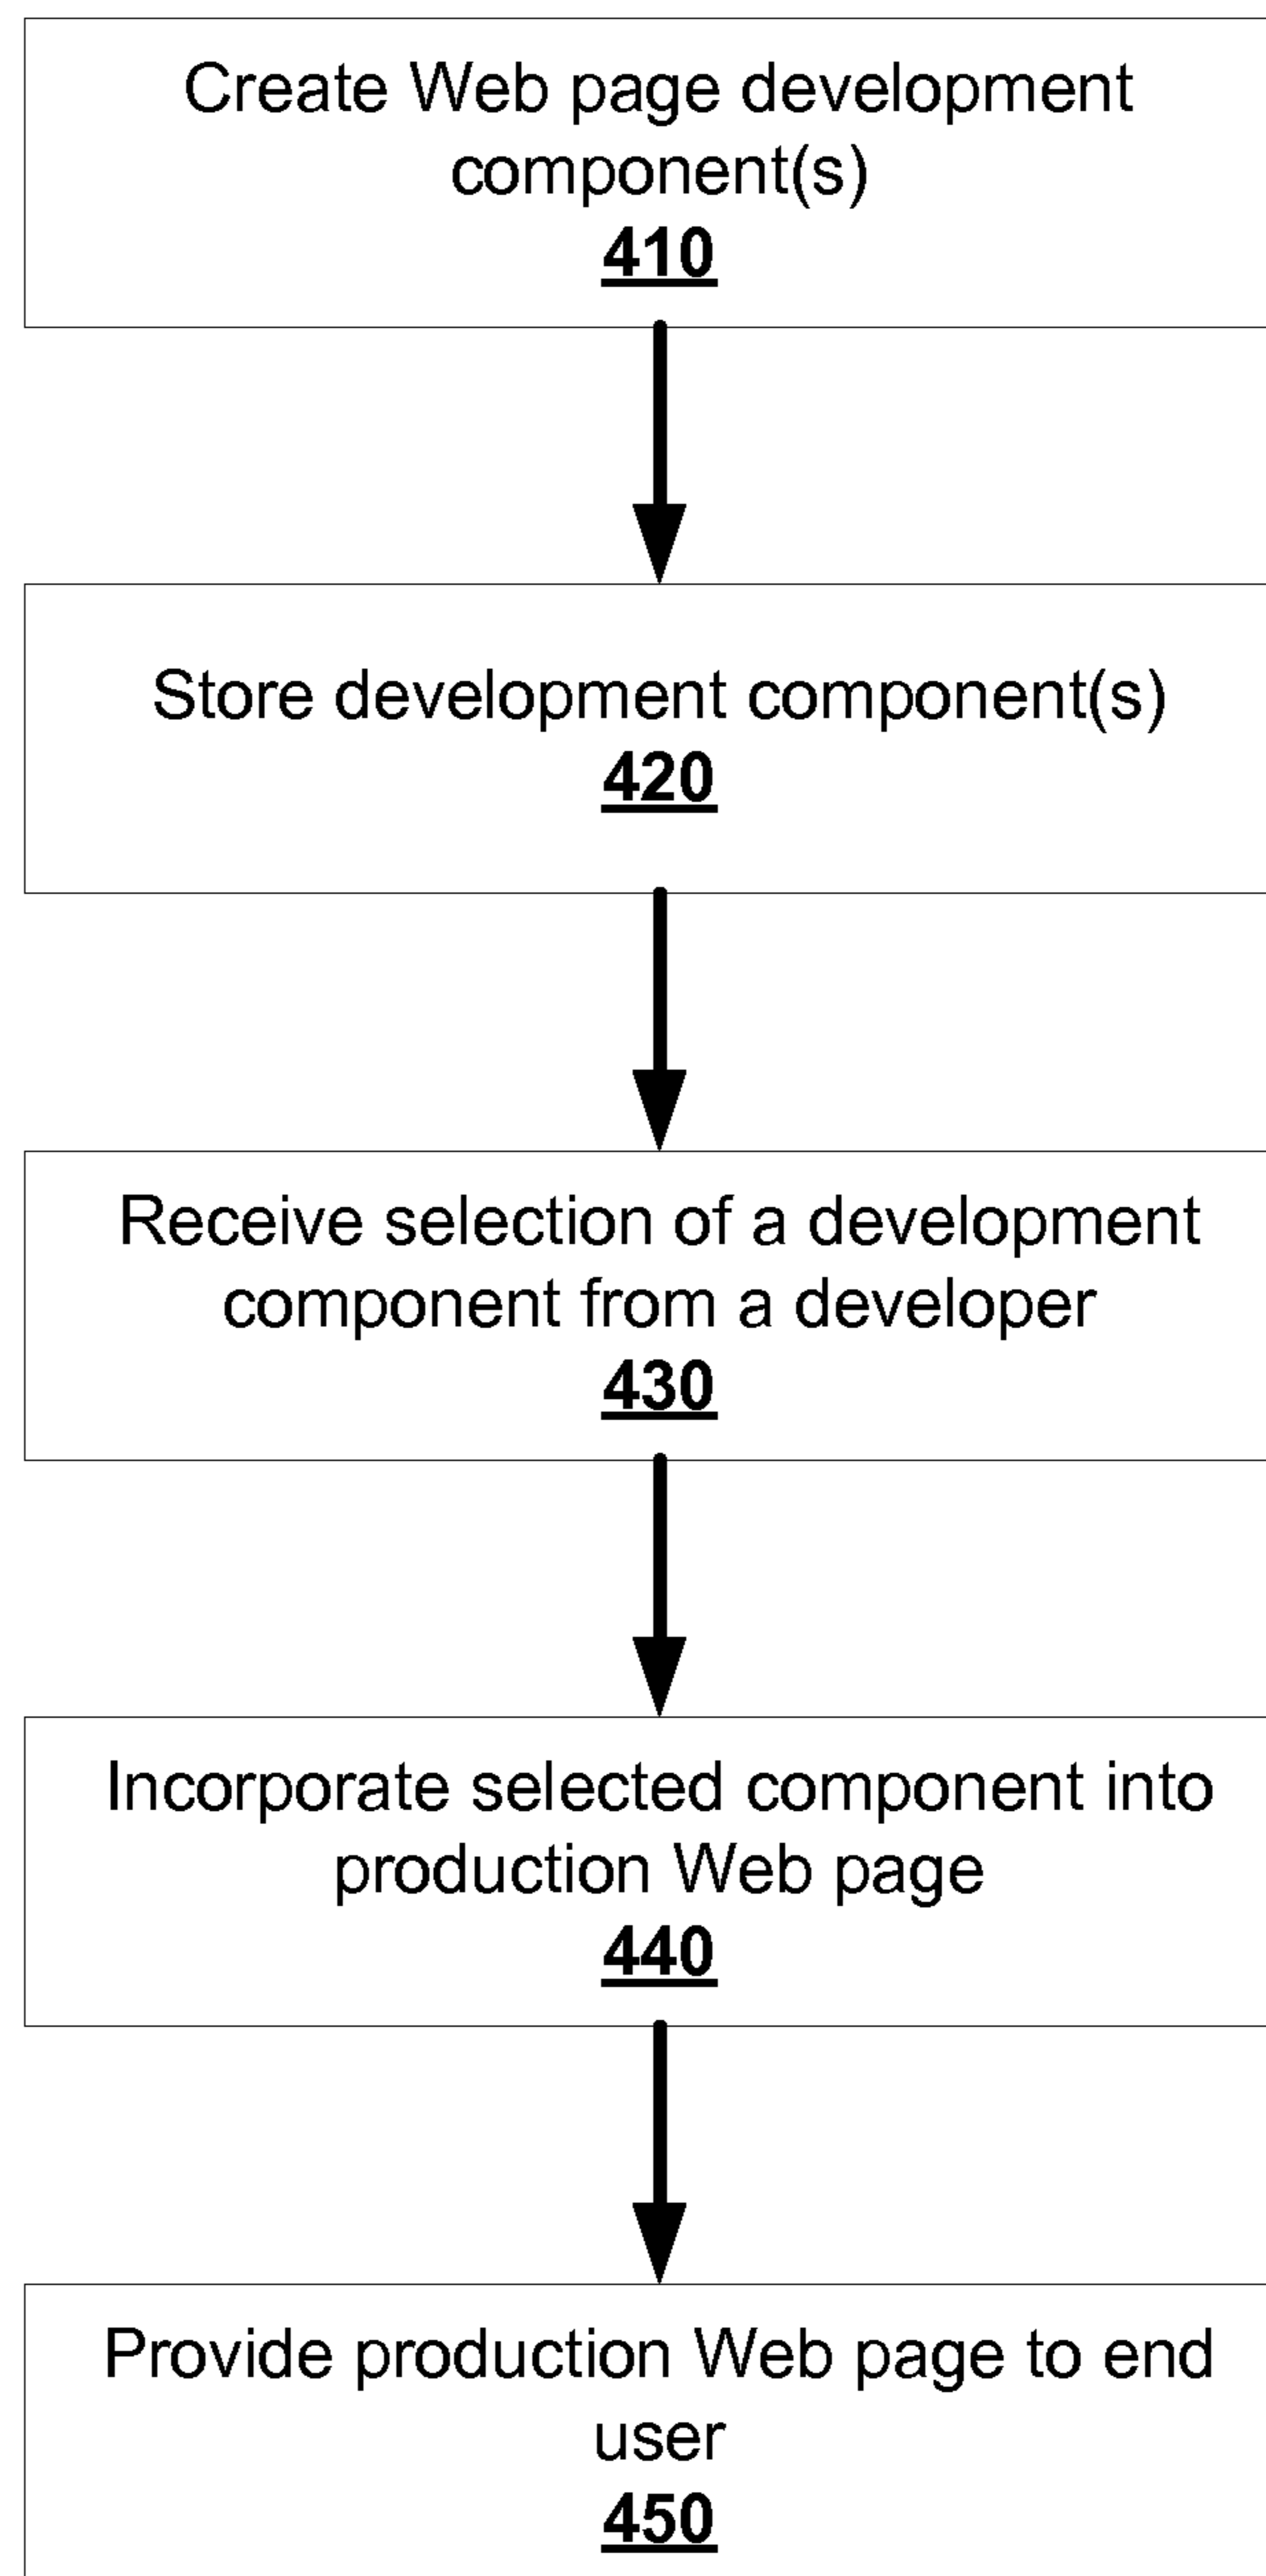 Create Web page development
component(s)
410
Store development component(s)
420
Receive selection of a development
component from a developer
430
Incorporate selected component into
production Web page
440
Provide production Web page to end
user
450